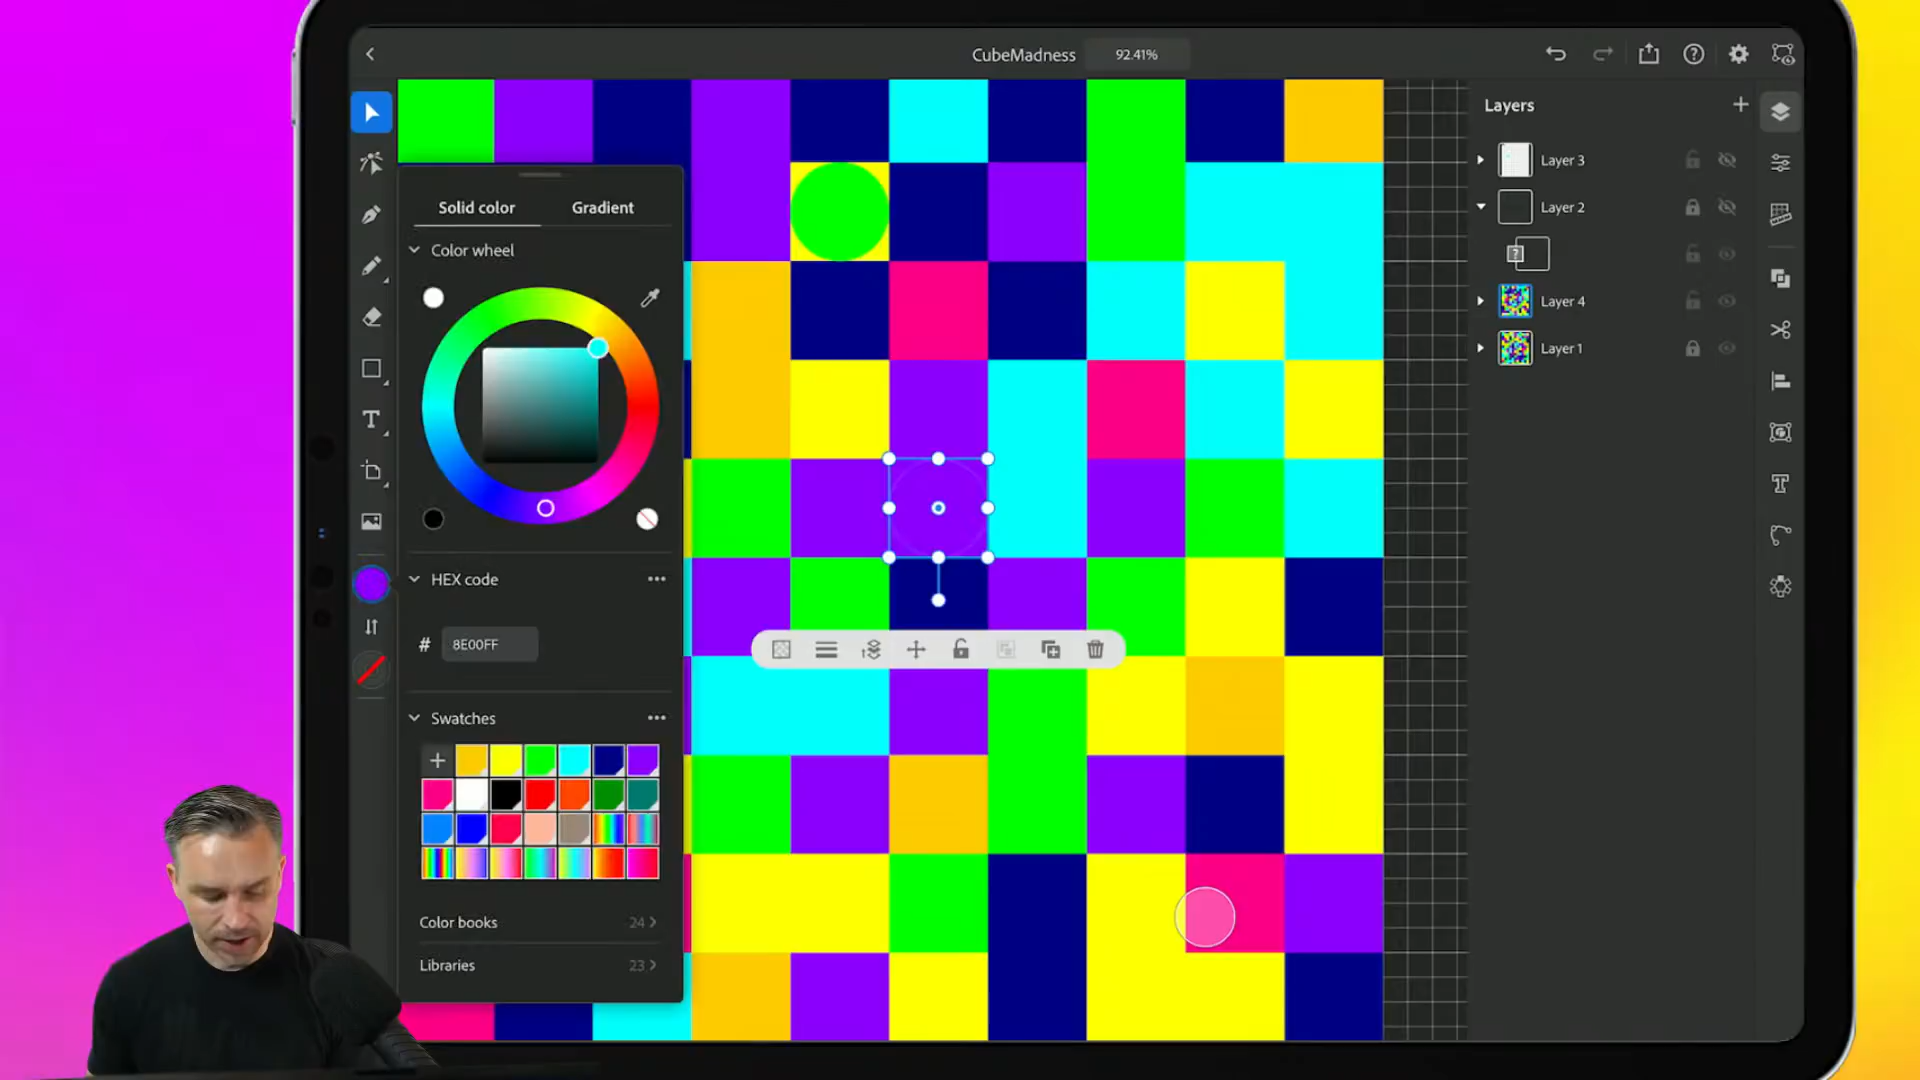 CubeMadness 92.41%
Layers
Layer 3
Layer 2
?
Layer 4
Layer 1
Solid color Gradient
Color wheel
HEX code
# 8E00FF
Swatches
Color books 24
Libraries 23